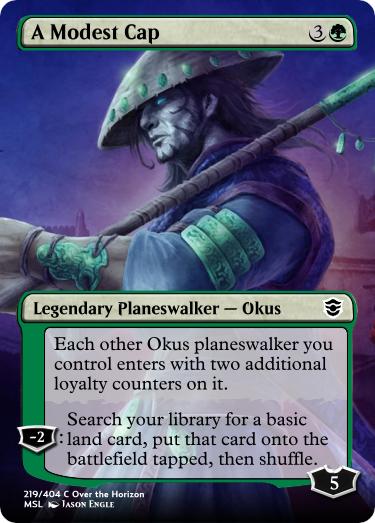 A Modest Cap 3
Legendary Planeswalker — Okus
Each other Okus planeswalker you
control enters with two additional
loyalty counters on it.
-2: Search your library for a basic
land card, put that card onto the
battlefield tapped, then shuffle.
5
219/404 C Over the Horizon
MSL Jason Engle